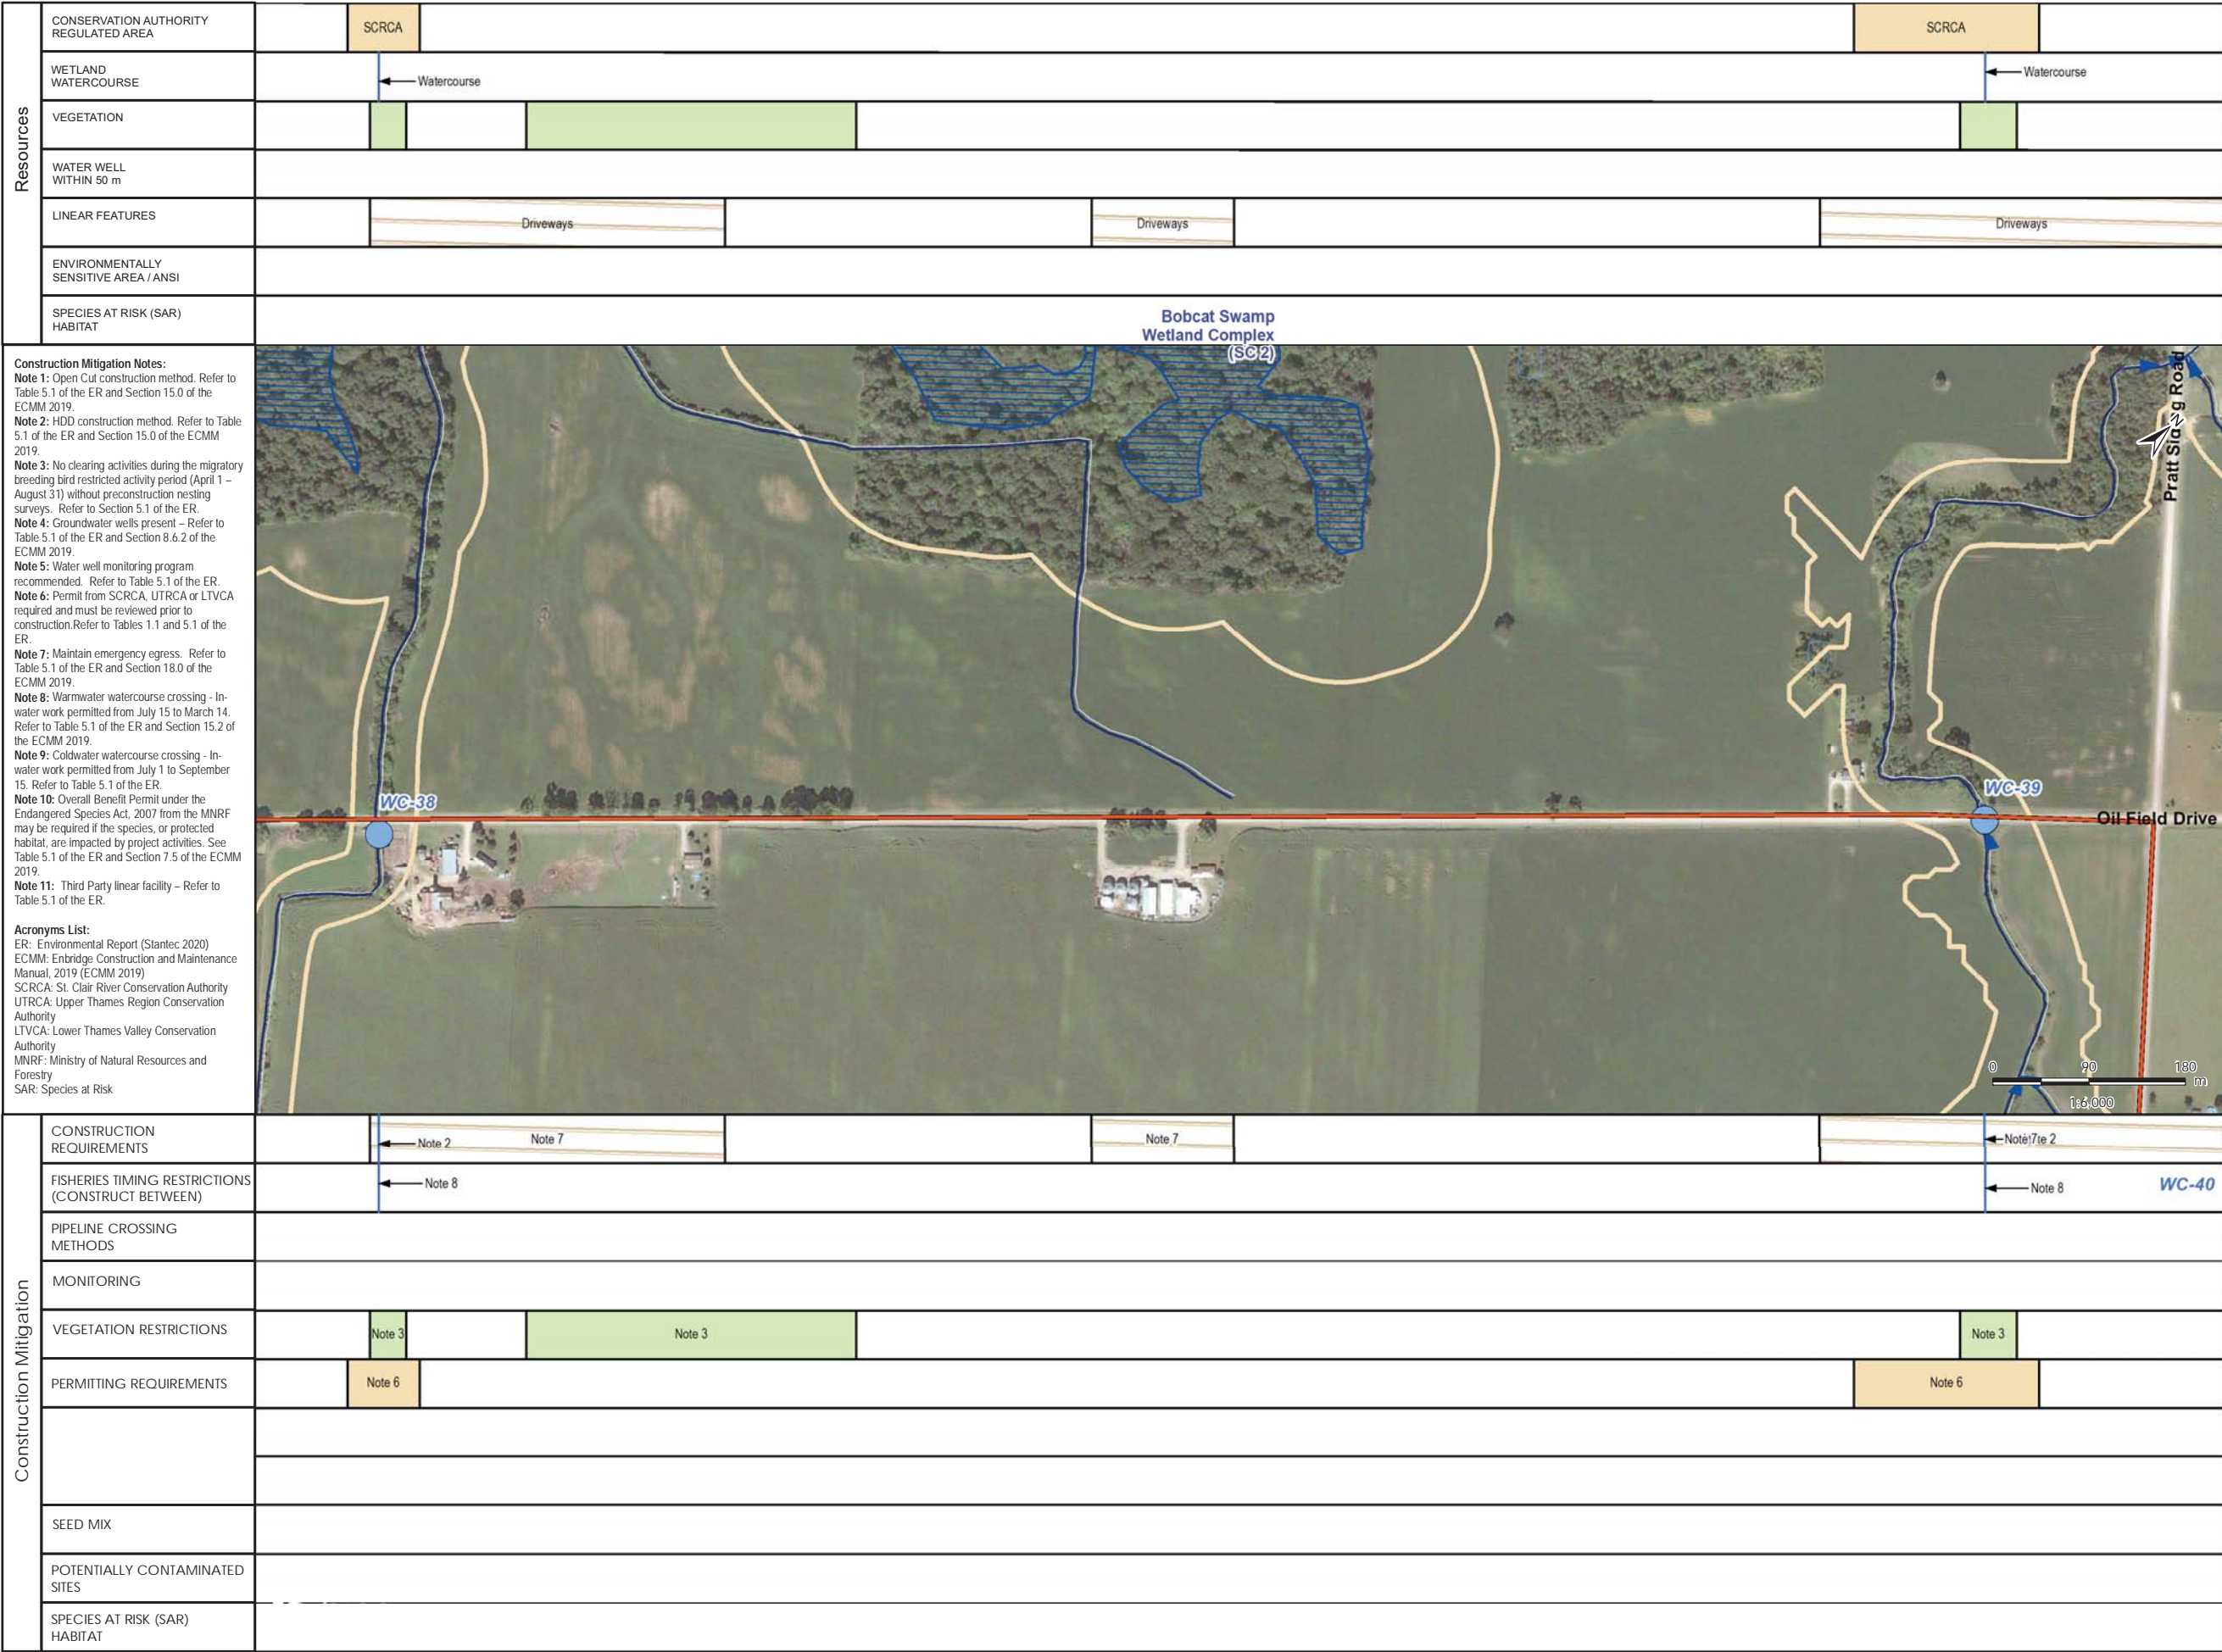 Resources
CONSERVATION AUTHORITY
REGULATED AREA
SCRCA
SCRCA
WETLAND
WATERCOURSE
Watercourse
Watercourse
VEGETATION
WATER WELL
WITHIN 50 m
LINEAR FEATURES
Driveways
Driveways
Driveways
ENVIRONMENTALLY
SENSITIVE AREA / ANSI
SPECIES AT RISK (SAR)
HABITAT
Bobcat Swamp
Wetland Complex
(SC 2)
Construction Mitigation Notes:
Note 1: Open Cut construction method. Refer to
Table 5.1 of the ER and Section 15.0 of the
ECMM 2019.
Note 2: HDD construction method. Refer to Table
5.1 of the ER and Section 15.0 of the ECMM
2019.
Note 3: No clearing activities during the migratory
breeding bird restricted activity period (April 1 –
August 31) without preconstruction nesting
surveys. Refer to Section 5.1 of the ER.
Note 4: Groundwater wells present – Refer to
Table 5.1 of the ER and Section 8.6.2 of the
ECMM 2019.
Note 5: Water well monitoring program
recommended. Refer to Table 5.1 of the ER.
Note 6: Permit from SCRCA, UTRCA or LTVCA
required and must be reviewed prior to
construction.Refer to Tables 1.1 and 5.1 of the
ER.
Note 7: Maintain emergency egress. Refer to
Table 5.1 of the ER and Section 18.0 of the
ECMM 2019.
Note 8: Warmwater watercourse crossing - In-
water work permitted from July 15 to March 14.
Refer to Table 5.1 of the ER and Section 15.2 of
the ECMM 2019.
Note 9: Coldwater watercourse crossing - In-
water work permitted from July 1 to September
15. Refer to Table 5.1 of the ER.
Note 10: Overall Benefit Permit under the
Endangered Species Act, 2007 from the MNRF
may be required if the species, or protected
habitat, are impacted by project activities. See
Table 5.1 of the ER and Section 7.5 of the ECMM
2019.
Note 11: Third Party linear facility – Refer to
Table 5.1 of the ER.
Acronyms List:
ER: Environmental Report (Stantec 2020)
ECMM: Enbridge Construction and Maintenance
Manual, 2019 (ECMM 2019)
SCRCA: St. Clair River Conservation Authority
UTRCA: Upper Thames Region Conservation
Authority
LTVCA: Lower Thames Valley Conservation
Authority
MNRF: Ministry of Natural Resources and
Forestry
SAR: Species at Risk
Pratt Siding Road
N
WC-38
WC-39
Oil Field Drive
0 90 180
m
1:6,000
Construction Mitigation
CONSTRUCTION
REQUIREMENTS
Note 2
Note 7
Note 7
Note 7
FISHERIES TIMING RESTRICTIONS
(CONSTRUCT BETWEEN)
Note 8
Note 8
WC-40
PIPELINE CROSSING
METHODS
MONITORING
VEGETATION RESTRICTIONS
Note 3
Note 3
Note 3
PERMITTING REQUIREMENTS
Note 6
Note 6
SEED MIX
POTENTIALLY CONTAMINATED
SITES
SPECIES AT RISK (SAR)
HABITAT